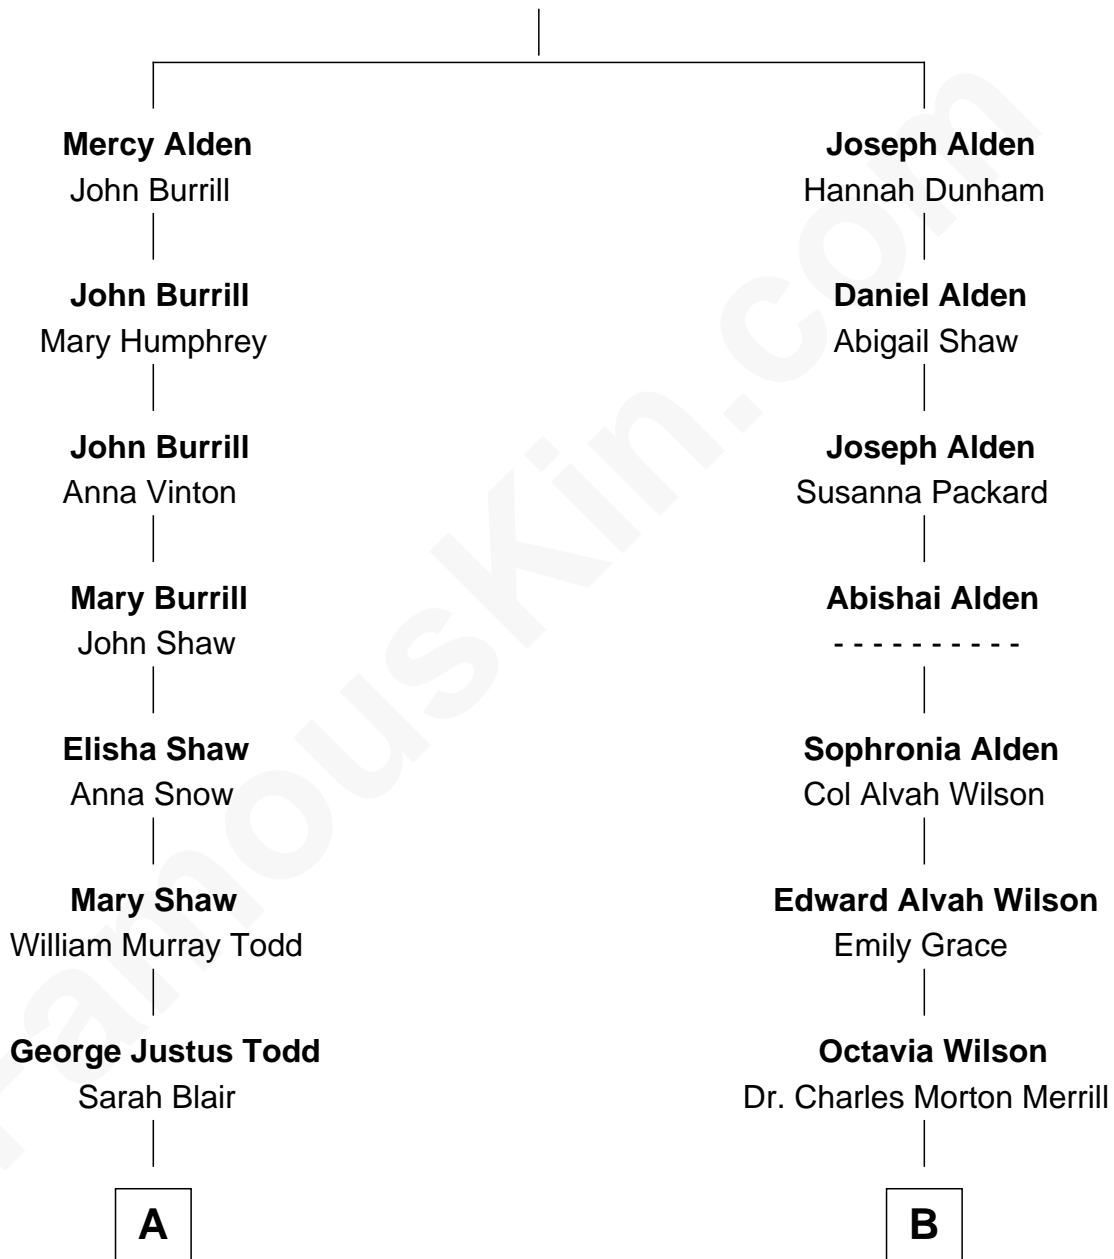 Mercy Alden
John Burrill
Joseph Alden
Hannah Dunham
John Burrill
Mary Humphrey
Daniel Alden
Abigail Shaw
John Burrill
Anna Vinton
Joseph Alden
Susanna Packard
Mary Burrill
John Shaw
Abishai Alden
- - - - - - - - - -
Elisha Shaw
Anna Snow
Sophronia Alden
Col Alvah Wilson
Mary Shaw
William Murray Todd
Edward Alvah Wilson
Emily Grace
George Justus Todd
Sarah Blair
Octavia Wilson
Dr. Charles Morton Merrill
A
B
FamousKin.com